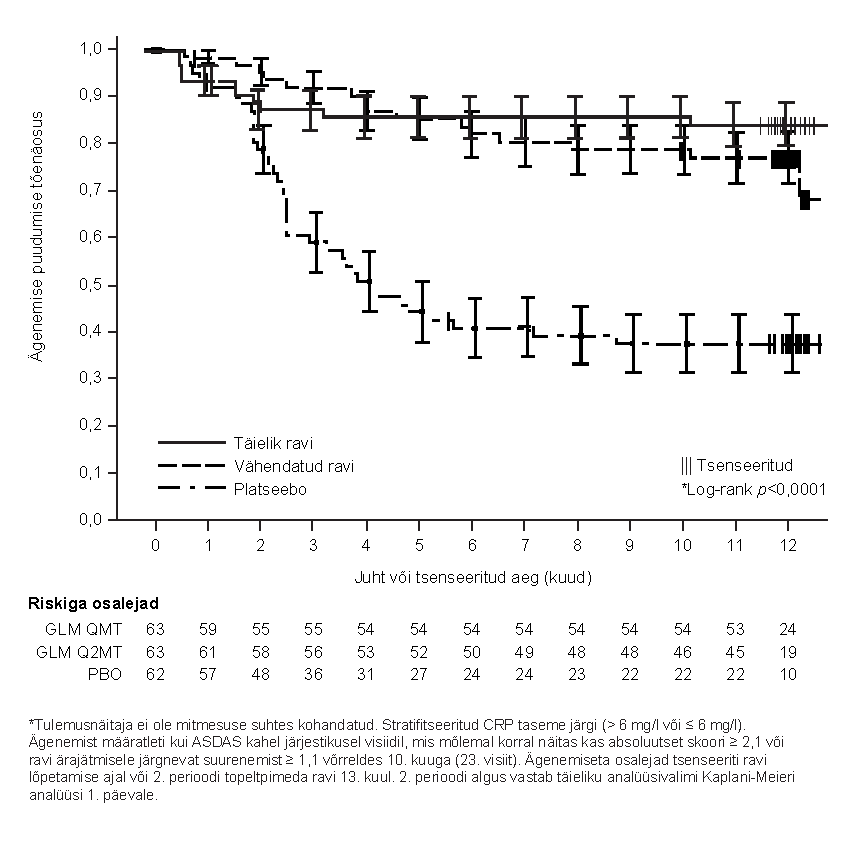 Ägenemise puudumise tõenäosus
1,0
0,9
0,8
0,7
0,6
0,5
0,4
0,3
0,2
0,1
0,0
Täielik ravi
Vähendatud ravi
Platseebo
||| Tsenseeritud
*Log-rank p<0,0001
0 1 2 3 4 5 6 7 8 9 10 11 12
Juht või tsenseeritud aeg (kuud)
Riskiga osalejad
GLM QMT 63 59 55 55 54 54 54 54 54 54 54 53 24
GLM Q2MT 63 61 58 56 53 52 50 49 48 48 46 45 19
PBO 62 57 48 36 31 27 24 24 23 22 22 22 10
*Tulemusnäitaja ei ole mitmesuse suhtes kohandatud. Stratifitseeritud CRP taseme järgi (> 6 mg/l või ≤ 6 mg/l).
Ägenemist määratleti kui ASDAS kahel järjestikusel visiidil, mis mõlemal korral näitas kas absoluutset skoori ≥ 2,1 või
ravi ärajätmisele järgnevat suurenemist ≥ 1,1 võrreldes 10. kuuga (23. visiit). Ägenemiseta osalejad tsenseeriti ravi
lõpetamise ajal või 2. perioodi topeltpimeda ravi 13. kuul. 2. perioodi algus vastab täieliku analüüsivalimi Kaplani-Meieri
analüüsi 1. päevale.